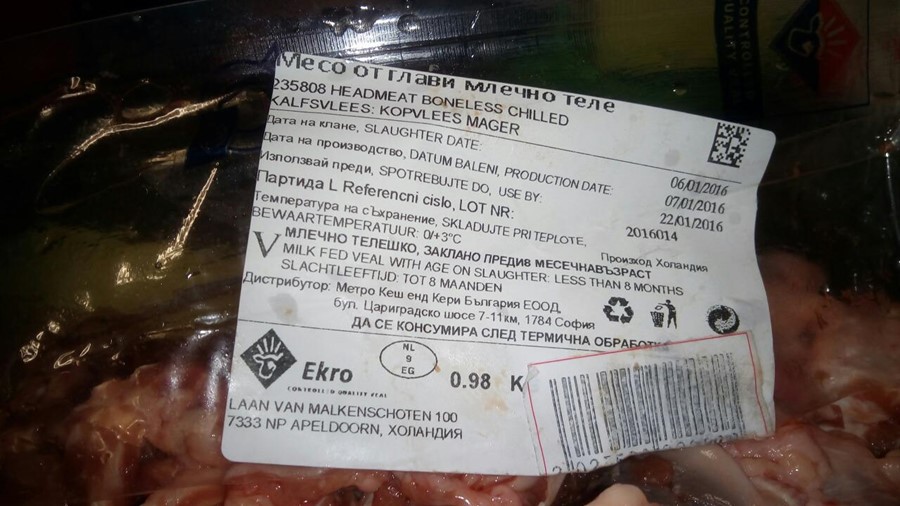 Месо от глави млечно теле
235808 HEADMEAT BONELESS CHILLED
KALFSVLEES: KOPVLEES MAGER
Дата на клане, SLAUGHTER DATE: 06/01/2016
Дата на производство, DATUM BALENI, PRODUCTION DATE: 07/01/2016
Използвай преди, SPOTREBUJTE DO, USE BY: 22/01/2016
Партида L Referencni cislo, LOT NR: 2016014
Температура на съхранение, SKLADUJTE PRI TEPLOTE,
BEWAARTEMPERATUUR: 0/+3°C Произход Холандия
V МЛЕЧНО ТЕЛЕШКО, ЗАКЛАНО ПРЕДИ 8 МЕСЕЧНАВЪЗРАСТ
MILK FED VEAL WITH AGE ON SLAUGHTER: LESS THAN 8 MONTHS
SLACHTLEEFTIJD: TOT 8 MAANDEN
Дистрибутор: Метро Кеш енд Кери България ЕООД,
бул. Цариградско шосе 7-11км, 1784 София
ДА СЕ КОНСУМИРА СЛЕД ТЕРМИЧНА ОБРАБОТК
NL
9
EG
Ekro
0.98 K
CONTROLLED QUALITY VEAL
LAAN VAN MALKENSCHOTEN 100
7333 NP APELDOORN, ХОЛАНДИЯ